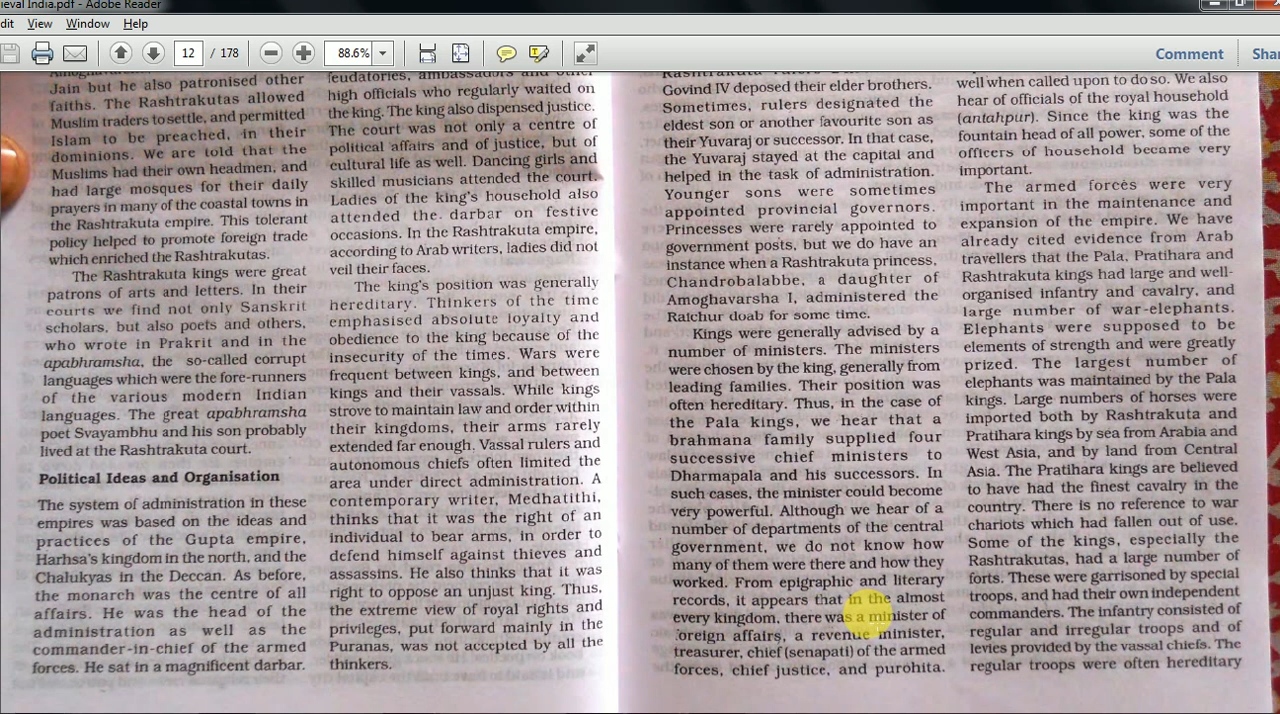 ieval India.pdf - Adobe Reader
dit View Window Help
12 / 178
88.6%
Comment
Shar
Jain but he also patronised other
faiths. The Rashtrakutas allowed
Muslim traders to settle, and permitted
Islam to be preached, in their
dominions. We are told that the
Muslims had their own headmen, and
had large mosques for their daily
prayers in many of the coastal towns in
the Rashtrakuta empire. This tolerant
policy helped to promote foreign trade
which enriched the Rashtrakutas.
The Rashtrakuta kings were great
patrons of arts and letters. In their
courts we find not only Sanskrit
scholars, but also poets and others,
who wrote in Prakrit and in the
apabhramsha, the so-called corrupt
languages which were the fore-runners
of the various modern Indian
languages. The great apabhramsha
poet Svayambhu and his son probably
lived at the Rashtrakuta court.
Political Ideas and Organisation
The system of administration in these
empires was based on the ideas and
practices of the Gupta empire,
Harhsa's kingdom in the north, and the
Chalukyas in the Deccan. As before,
the monarch was the centre of all
affairs. He was the head of the
administration as well as the
commander-in-chief of the armed
forces. He sat in a magnificent darbar.
feudatories, ambassadors and other
high officials who regularly waited on
the king. The king also dispensed justice.
The court was not only a centre of
political affairs and of justice, but of
cultural life as well. Dancing girls and
skilled musicians attended the court.
Ladies of the king's household also
attended the darbar on festive
occasions. In the Rashtrakuta empire,
according to Arab writers, ladies did not
veil their faces.
The king's position was generally
hereditary. Thinkers of the time
emphasised absolute loyalty and
obedience to the king because of the
insecurity of the times. Wars were
frequent between kings, and between
kings and their vassals. While kings
strove to maintain law and order within
their kingdoms, their arms rarely
extended far enough. Vassal rulers and
autonomous chiefs often limited the
area under direct administration. A
contemporary writer, Medhatithi,
thinks that it was the right of an
individual to bear arms, in order to
defend himself against thieves and
assassins. He also thinks that it was
right to oppose an unjust king. Thus,
the extreme view of royal rights and
privileges, put forward mainly in the
Puranas, was not accepted by all the
thinkers.
Govind IV deposed their elder brothers.
Sometimes, rulers designated the
eldest son or another favourite son as
their Yuvaraj or successor. In that case,
the Yuvaraj stayed at the capital and
helped in the task of administration.
Younger sons were sometimes
appointed provincial governors.
Princesses were rarely appointed to
government posts, but we do have an
instance when a Rashtrakuta princess,
Chandrobalabbe, a daughter of
Amoghavarsha I, administered the
Raichur doab for some time.
Kings were generally advised by a
number of ministers. The ministers
were chosen by the king, generally from
leading families. Their position was
often hereditary. Thus, in the case of
the Pala kings, we hear that a
brahmana family supplied four
successive chief ministers to
Dharmapala and his successors. In
such cases, the minister could become
very powerful. Although we hear of a
number of departments of the central
government, we do not know how
many of them were there and how they
worked. From epigraphic and literary
records, it appears that in the almost
every kingdom, there was a minister of
foreign affairs, a revenue minister,
treasurer, chief (senapati) of the armed
forces, chief justice, and purohita.
well when called upon to do so. We also
hear of officials of the royal household
(antahpur). Since the king was the
fountain head of all power, some of the
officers of household became very
important.
The armed forces were very
important in the maintenance and
expansion of the empire. We have
already cited evidence from Arab
travellers that the Pala, Pratihara and
Rashtrakuta kings had large and well-
organised infantry and cavalry, and
large number of war-elephants.
Elephants were supposed to be
elements of strength and were greatly
prized. The largest number of
elephants was maintained by the Pala
kings. Large numbers of horses were
imported both by Rashtrakuta and
Pratihara kings by sea from Arabia and
West Asia, and by land from Central
Asia. The Pratihara kings are believed
to have had the finest cavalry in the
country. There is no reference to war
chariots which had fallen out of use.
Some of the kings, especially the
Rashtrakutas, had a large number of
forts. These were garrisoned by special
troops, and had their own independent
commanders. The infantry consisted of
regular and irregular troops and of
levies provided by the vassal chiefs. The
regular troops were often hereditary